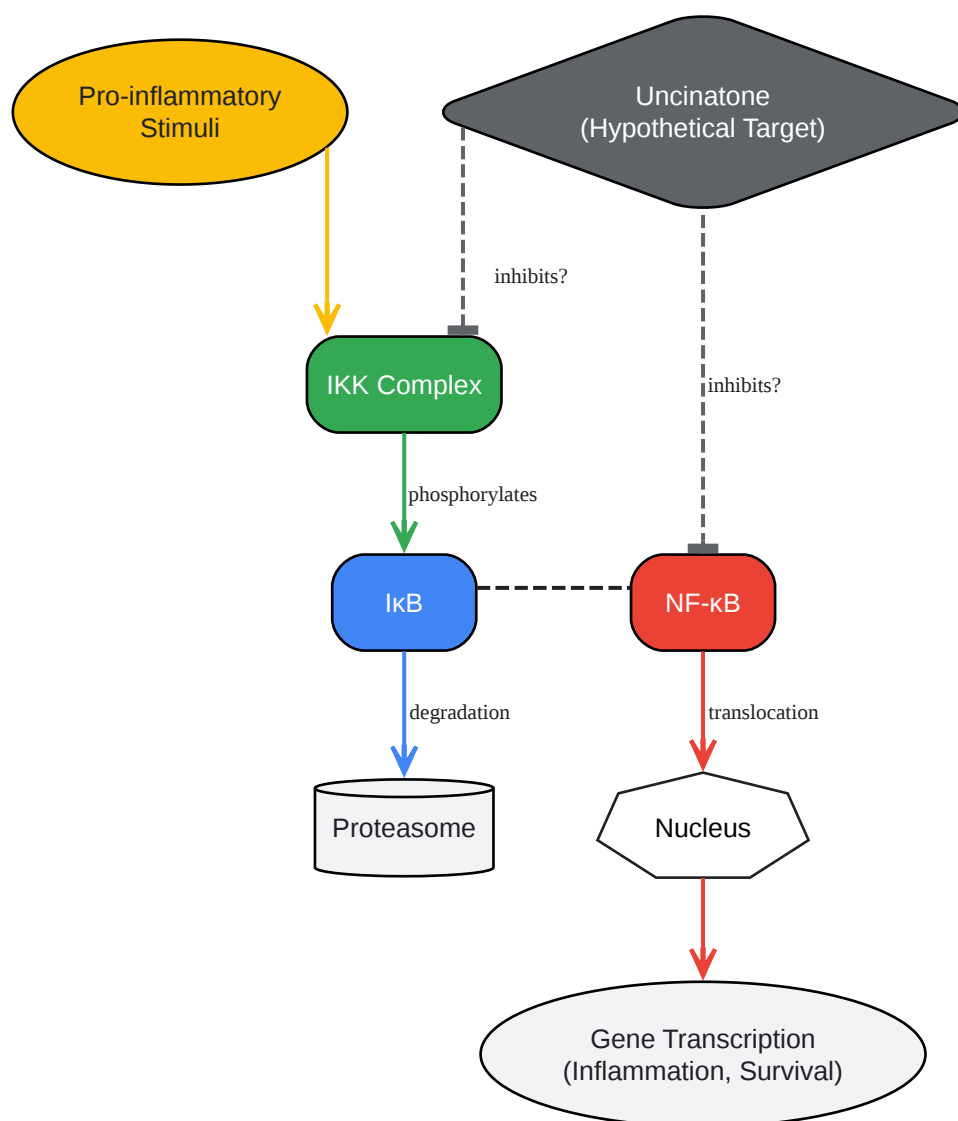 Pro-inflammatory
Stimuli
Uncinatone
(Hypothetical Target)
inhibits?
IKK Complex
inhibits?
phosphorylates
IκB
NF-κB
degradation
translocation
Proteasome
Nucleus
Gene Transcription
(Inflammation, Survival)